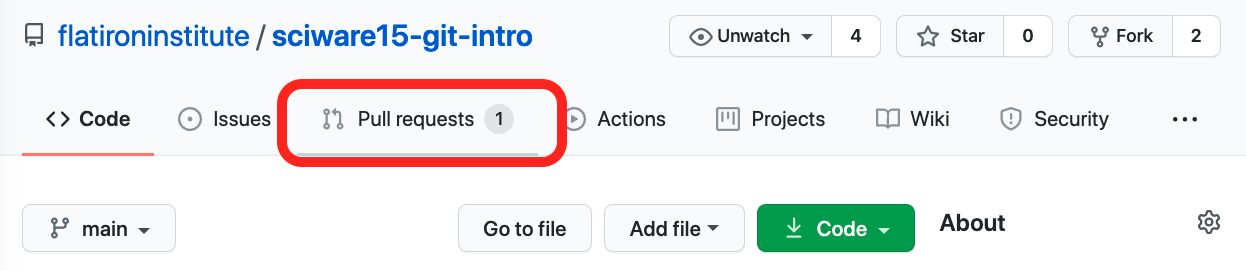 flatironinstitute / sciware15-git-intro Unwatch 4 Star 0 Fork 2
Code Issues Pull requests 1 Actions Projects Wiki Security ...
main Go to file Add file Code About